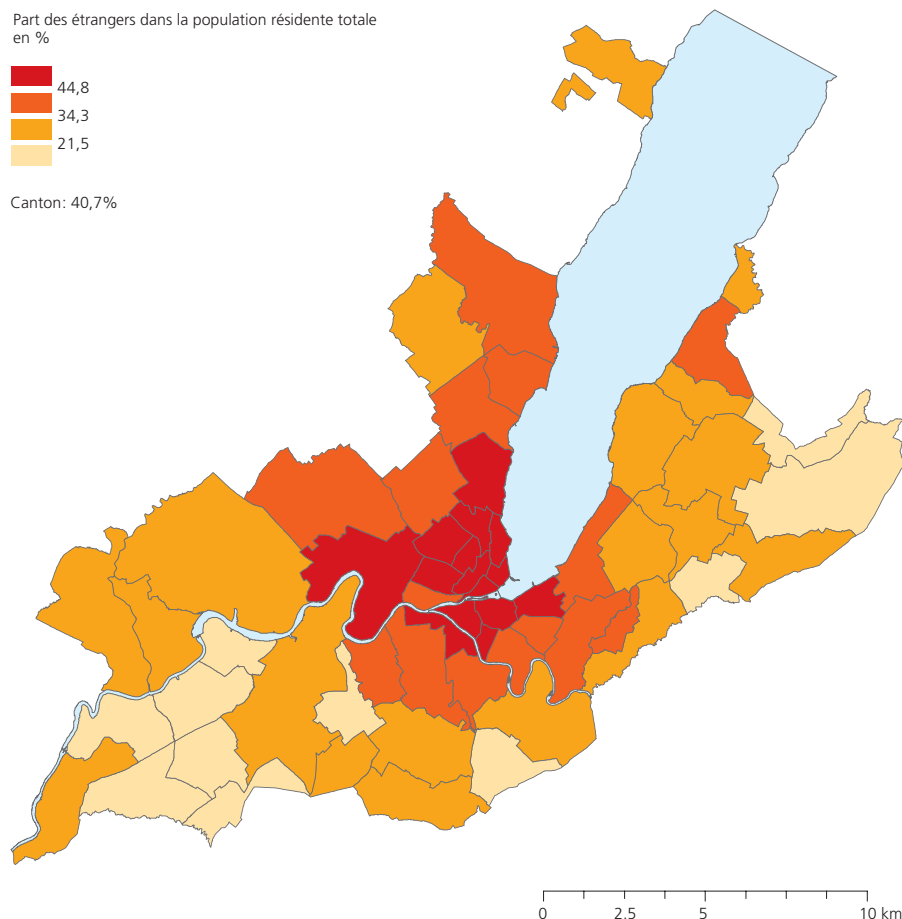 Part des étrangers dans la population résidente totale
en %
44,8
34,3
21,5
Canton: 40,7%
0 2,5 5 10 km